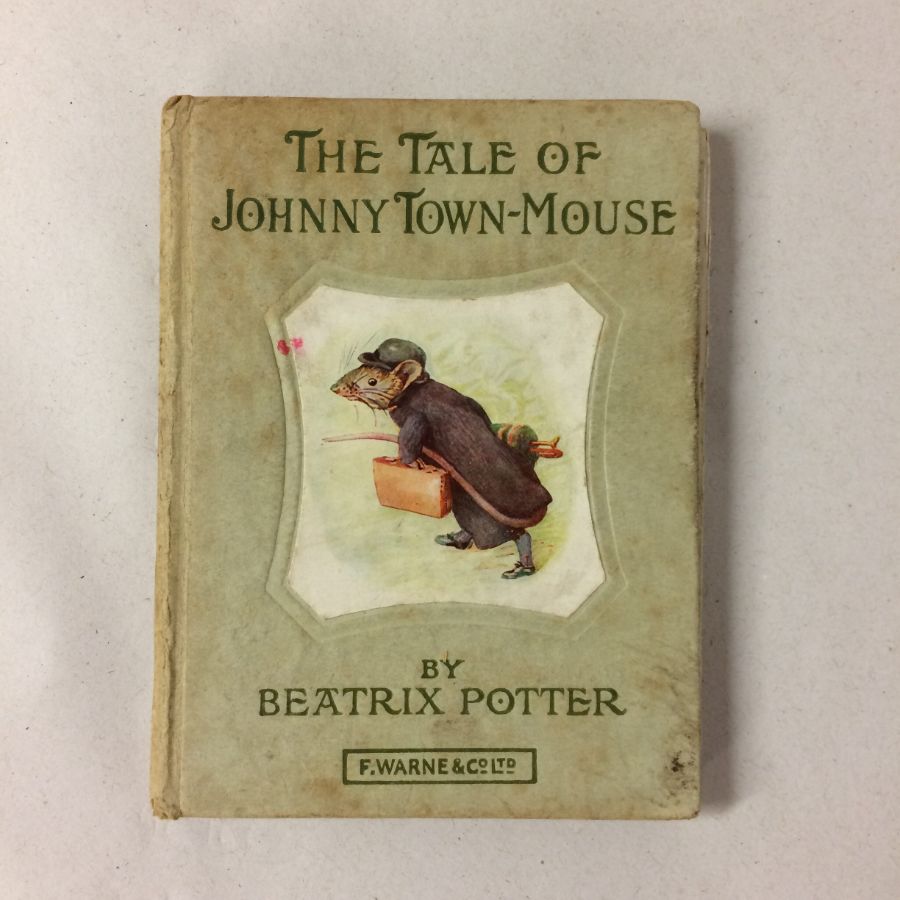 THE TALE OF
JOHNNY TOWN-MOUSE
BY
BEATRIX POTTER
F. WARNE & CO LTD